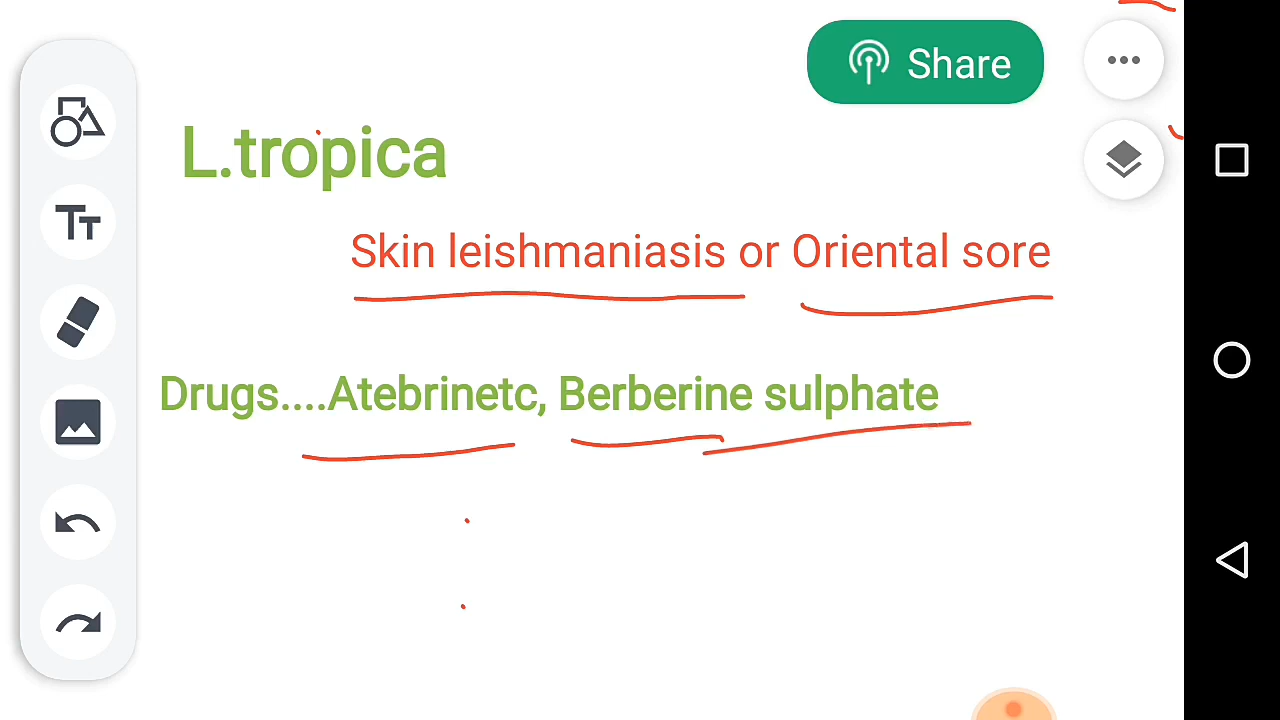 Share
L.tropica
Skin leishmaniasis or Oriental sore
Drugs....Atebrinetc, Berberine sulphate